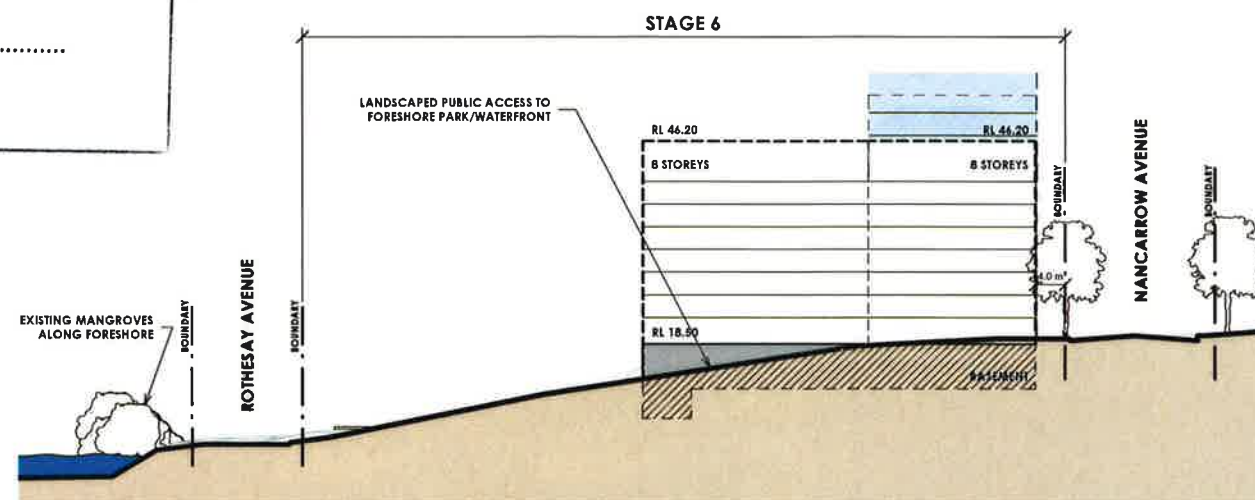 STAGE 6
LANDSCAPED PUBLIC ACCESS TO
FORESHORE PARK/WATERFRONT
RL 46.20
RL 46.20
8 STOREYS
8 STOREYS
BOUNDARY
NANCARROW AVENUE
BOUNDARY
4.0 m
EXISTING MANGROVES
ALONG FORESHORE
BOUNDARY
ROTHESAY AVENUE
BOUNDARY
RL 18.50
BASEMENT